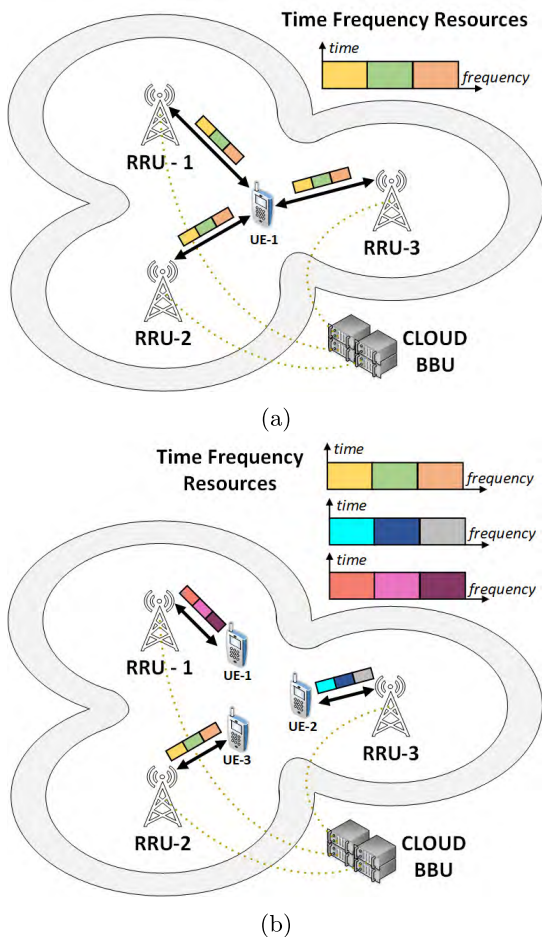 Time Frequency Resources
time
frequency
RRU - 1
UE-1
RRU-3
RRU-2
CLOUD
BBU
(a)
Time Frequency
Resources
time
frequency
time
frequency
time
frequency
RRU - 1
UE-1
UE-2
RRU-3
UE-3
RRU-2
CLOUD
BBU
(b)